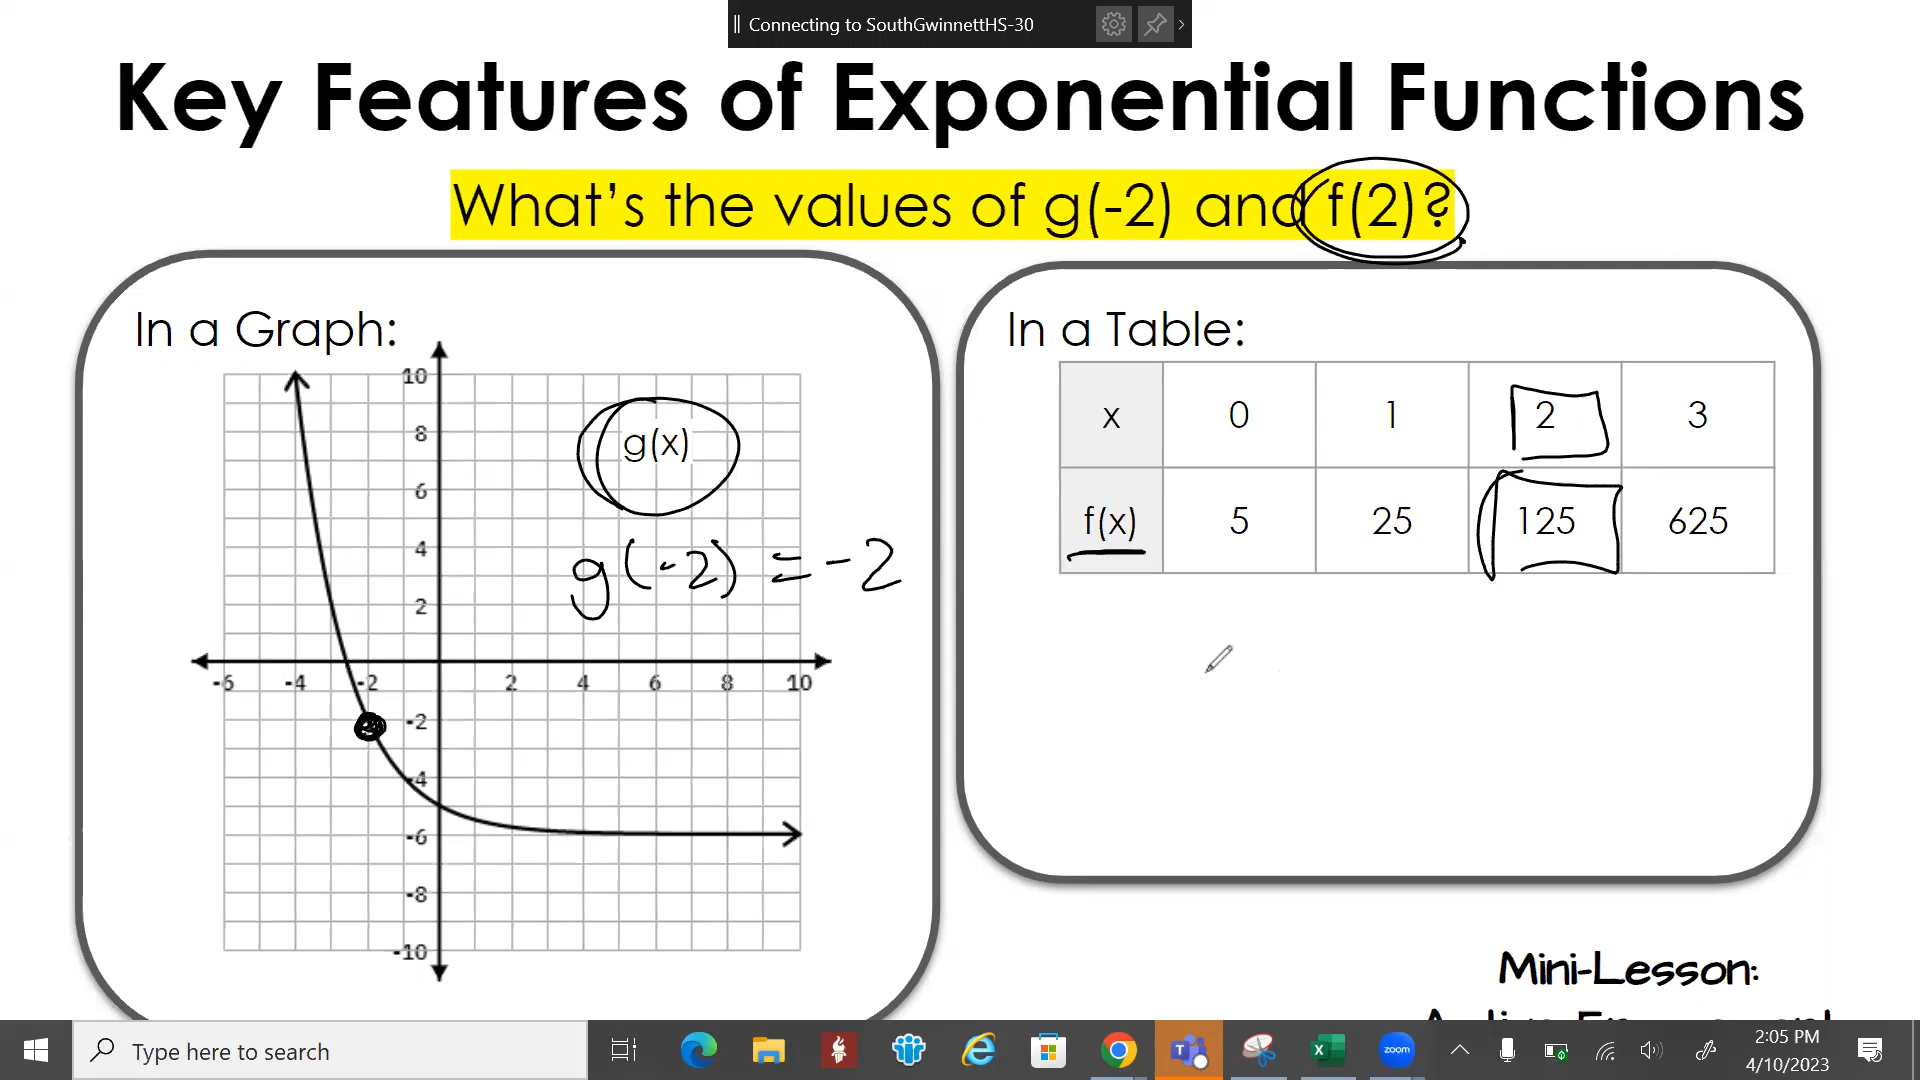 Connecting to SouthGwinnettHS-30
Key Features of Exponential Functions
What's the values of g(-2) and f(2)?
In a Graph:
10
8
6
4
2
-6 -4 -2 2 4 6 8 10
-2
-4
-6
-8
-10
g(x)
g(-2) = -2
In a Table:
x 0 1 2 3
f(x) 5 25 125 625
Mini-Lesson:
Type here to search
zoom
2:05 PM
4/10/2023